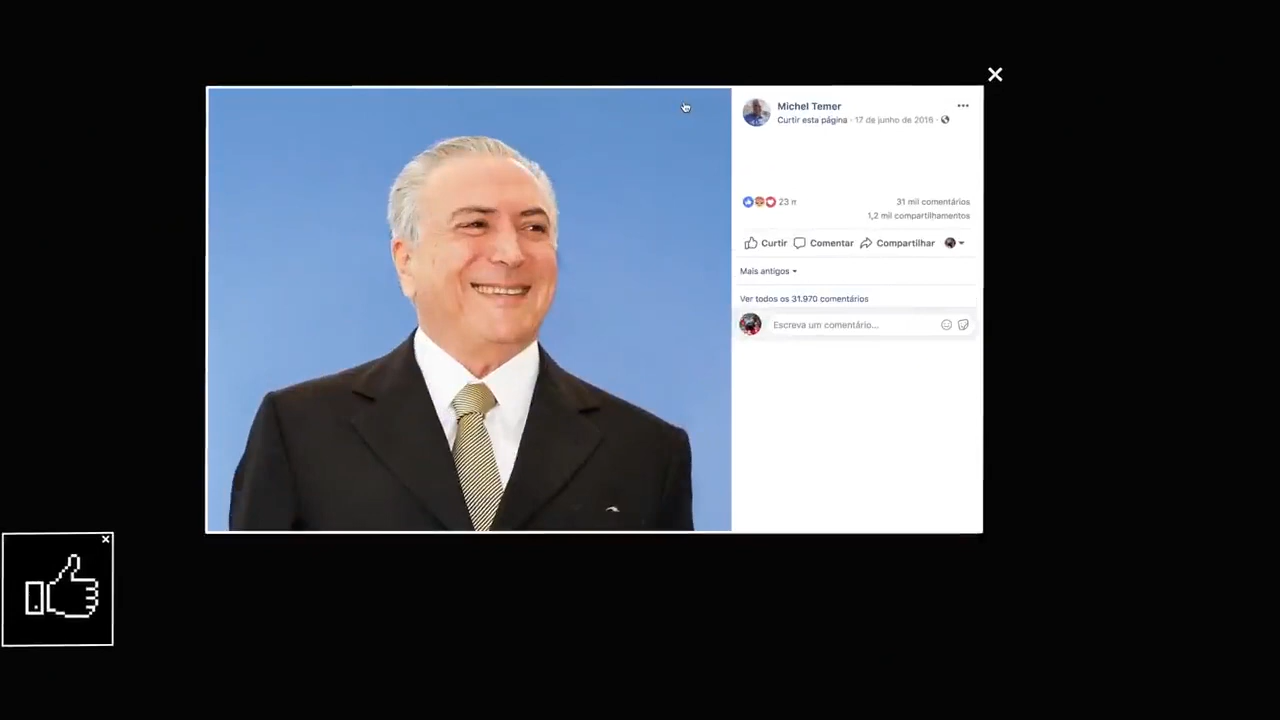 Michel Temer
Curtir esta página · 17 de junho de 2016 ·
23 m
31 mil comentários
1,2 mil compartilhamentos
Curtir Comentar Compartilhar
Mais antigos
Ver todos os 31.970 comentários
Escreva um comentário...